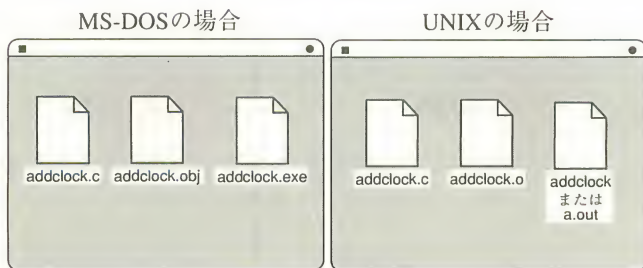 MS-DOSの場合
addclock.c addclock.obj addclock.exe
UNIXの場合
addclock.c addclock.o addclock
または
a.out